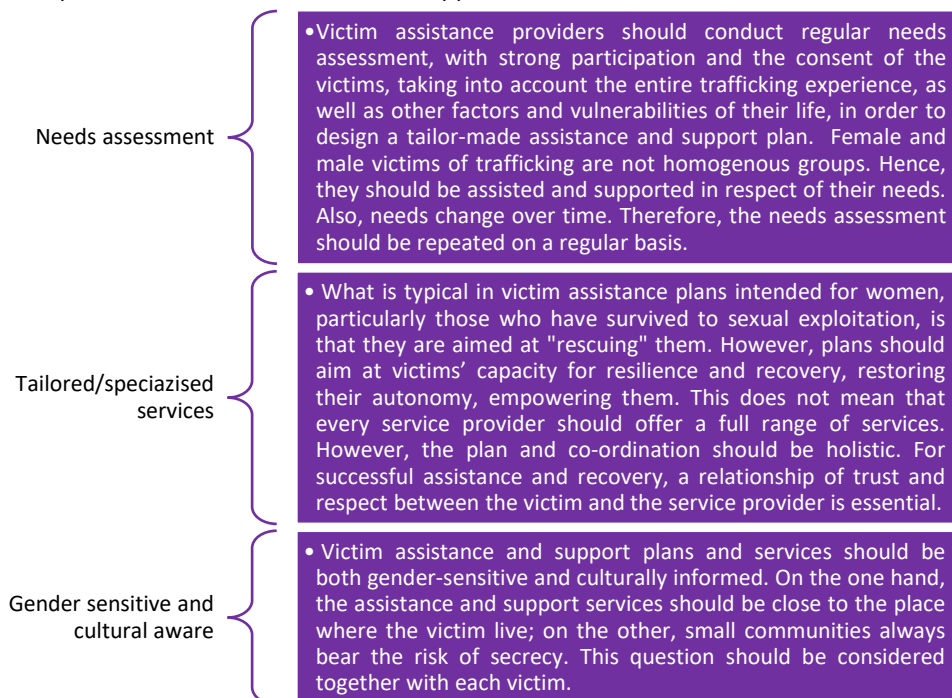 Needs assessment
•Victim assistance providers should conduct regular needs
assessment, with strong participation and the consent of the
victims, taking into account the entire trafficking experience, as
well as other factors and vulnerabilities of their life, in order to
design a tailor-made assistance and support plan. Female and
male victims of trafficking are not homogenous groups. Hence,
they should be assisted and supported in respect of their needs.
Also, needs change over time. Therefore, the needs assessment
should be repeated on a regular basis.
Tailored/speciazised
services
• What is typical in victim assistance plans intended for women,
particularly those who have survived to sexual exploitation, is
that they are aimed at "rescuing" them. However, plans should
aim at victims’ capacity for resilience and recovery, restoring
their autonomy, empowering them. This does not mean that
every service provider should offer a full range of services.
However, the plan and co-ordination should be holistic. For
successful assistance and recovery, a relationship of trust and
respect between the victim and the service provider is essential.
Gender sensitive and
cultural aware
• Victim assistance and support plans and services should be
both gender-sensitive and culturally informed. On the one hand,
the assistance and support services should be close to the place
where the victim live; on the other, small communities always
bear the risk of secrecy. This question should be considered
together with each victim.